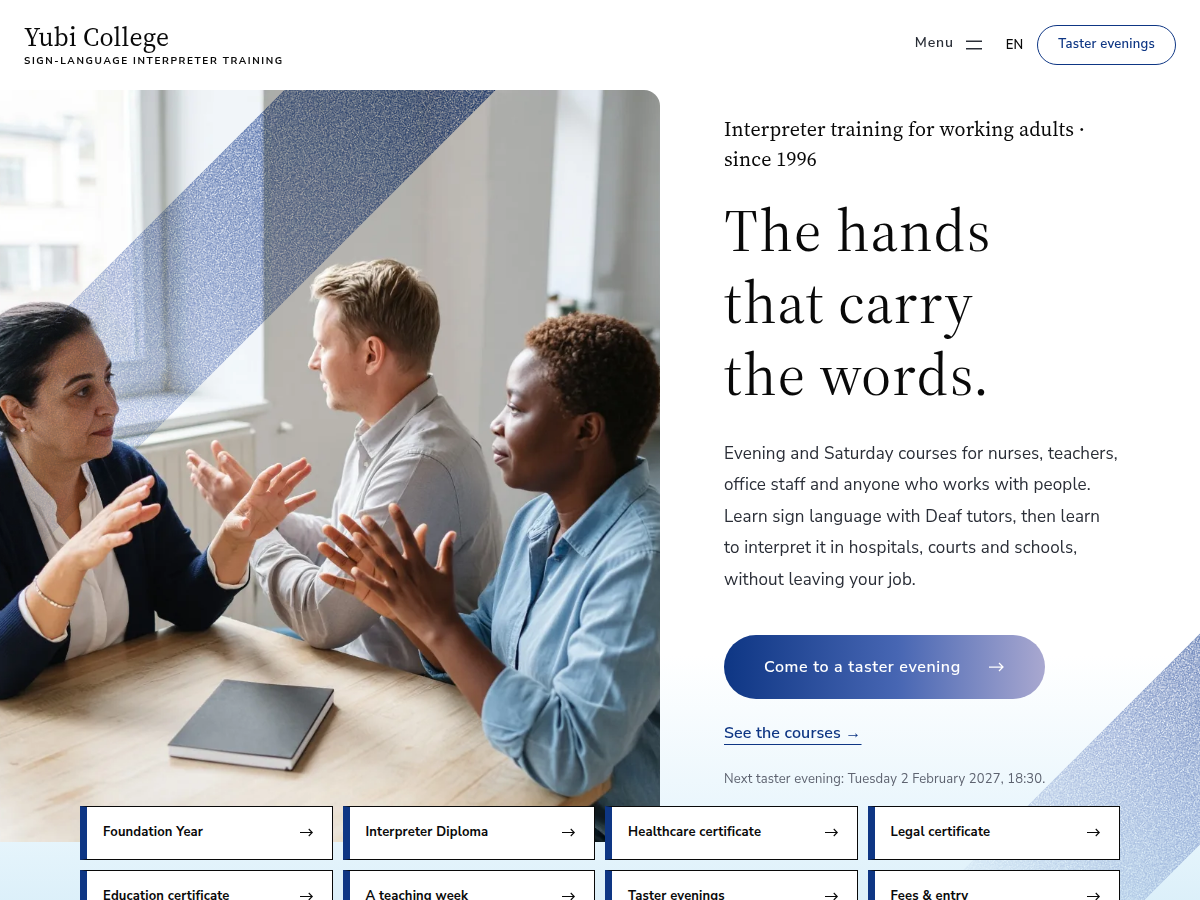 Yubi College
SIGN-LANGUAGE INTERPRETER TRAINING
Menu
EN
Taster evenings
Interpreter training for working adults ·
since 1996
The hands
that carry
the words.
Evening and Saturday courses for nurses, teachers,
office staff and anyone who works with people.
Learn sign language with Deaf tutors, then learn
to interpret it in hospitals, courts and schools,
without leaving your job.
Come to a taster evening →
See the courses →
Next taster evening: Tuesday 2 February 2027, 18:30.
Foundation Year →
Interpreter Diploma →
Healthcare certificate →
Legal certificate →
Education certificate →
A teaching week →
Taster evenings →
Fees & entry →